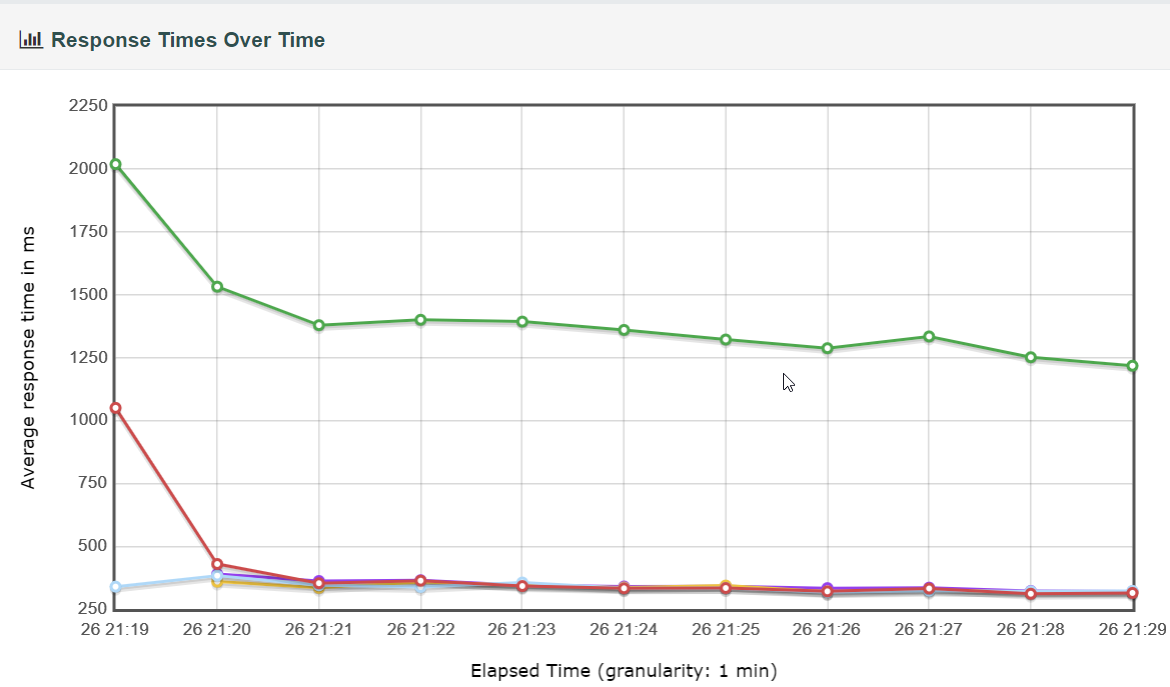 Response Times Over Time
2250
2000
1750
1500
1250
1000
750
500
250
Average response time in ms
26 21:19 26 21:20 26 21:21 26 21:22 26 21:23 26 21:24 26 21:25 26 21:26 26 21:27 26 21:28 26 21:29
Elapsed Time (granularity: 1 min)